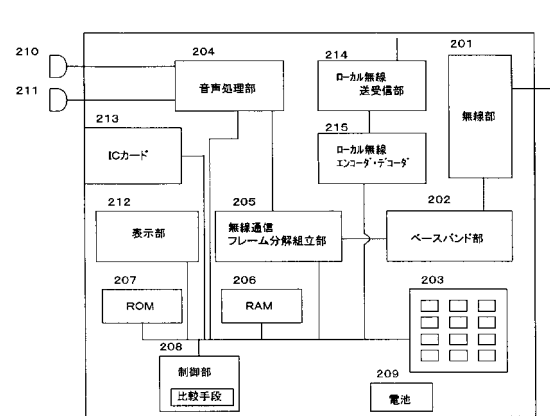 210
204
214
201
音声処理部
ローカル無線
送受信部
無線部
211
213
215
ICカード
ローカル無線
エンコーダ・デコーダ
212
205
202
表示部
無線通信
フレーム分解組立部
ベースバンド部
207
206
203
ROM
RAM
208
制御部
比較手段
209
電池